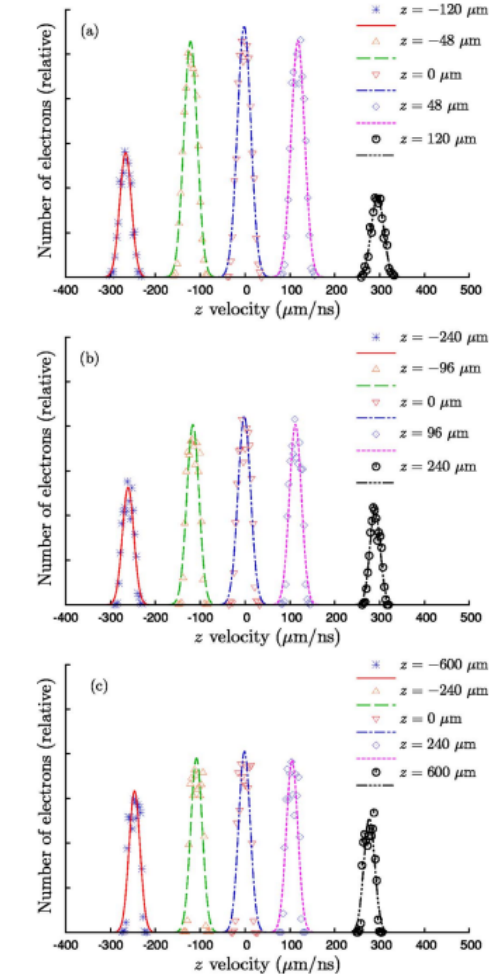 (a)
z = −120 μm
z = −48 μm
z = 0 μm
z = 48 μm
z = 120 μm
Number of electrons (relative)
-400 -300 -200 -100 0 100 200 300 400 500
z velocity (μm/ns)
(b)
z = −240 μm
z = −96 μm
z = 0 μm
z = 96 μm
z = 240 μm
Number of electrons (relative)
-400 -300 -200 -100 0 100 200 300 400 500
z velocity (μm/ns)
(c)
z = −600 μm
z = −240 μm
z = 0 μm
z = 240 μm
z = 600 μm
Number of electrons (relative)
-400 -300 -200 -100 0 100 200 300 400 500
z velocity (μm/ns)